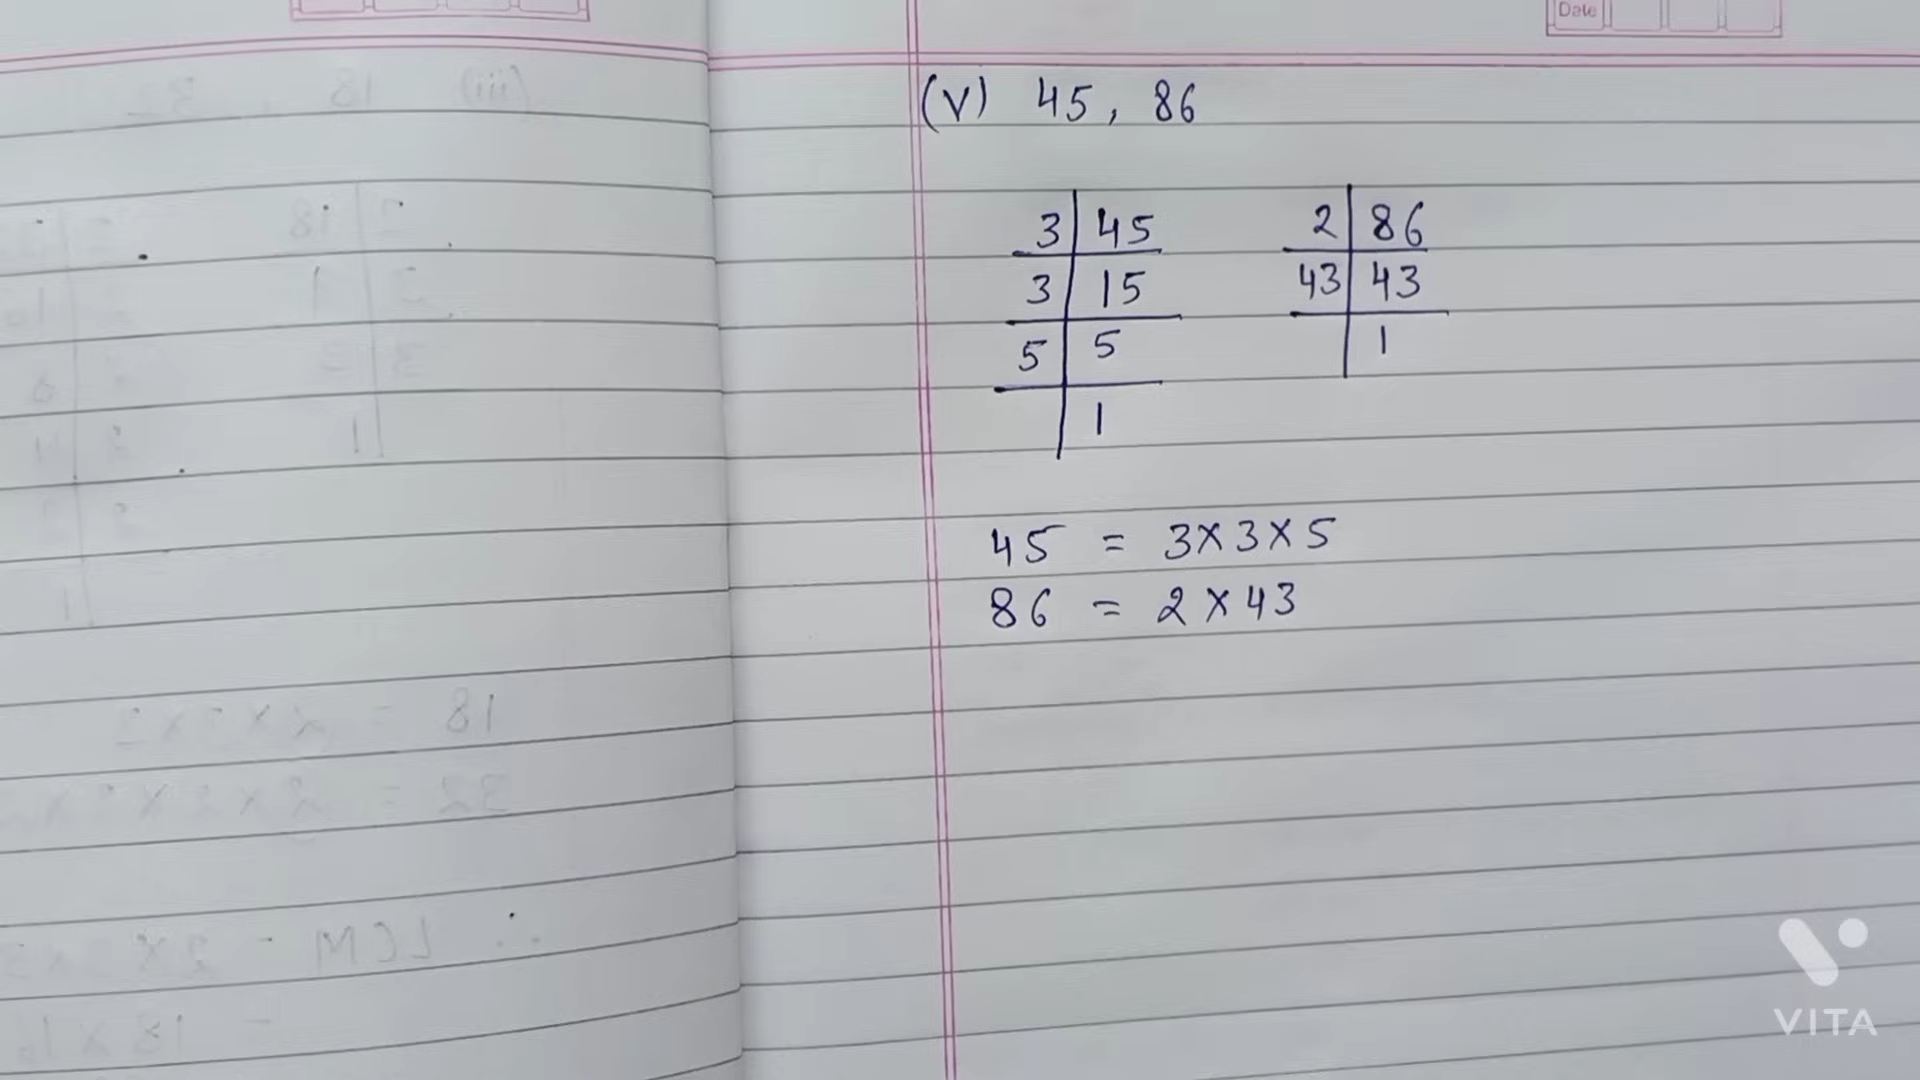 Date
(V) 45, 86
3 | 45
3 | 15
5 | 5
1
2 | 86
43 | 43
1
45 = 3×3×5
86 = 2×43
VITA